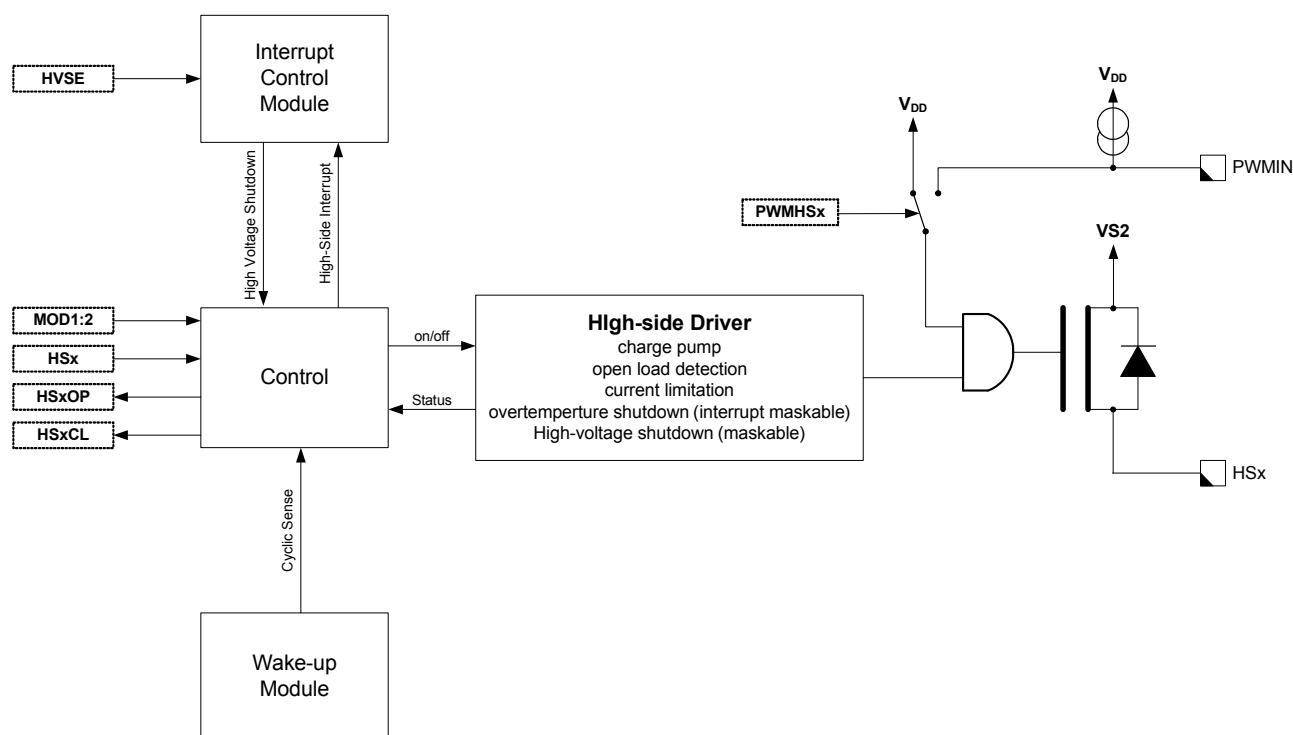 Interrupt
Control
Module
HVSE
High Voltage Shutdown
High-Side Interrupt
VDD
VDD
PWMIN
PWMHSx
VS2
MOD1:2
HSx
HSxOP
HSxCL
Control
on/off
Status
HIgh-side Driver
charge pump
open load detection
current limitation
overtemperture shutdown (interrupt maskable)
High-voltage shutdown (maskable)
HSx
Cyclic Sense
Wake-up
Module